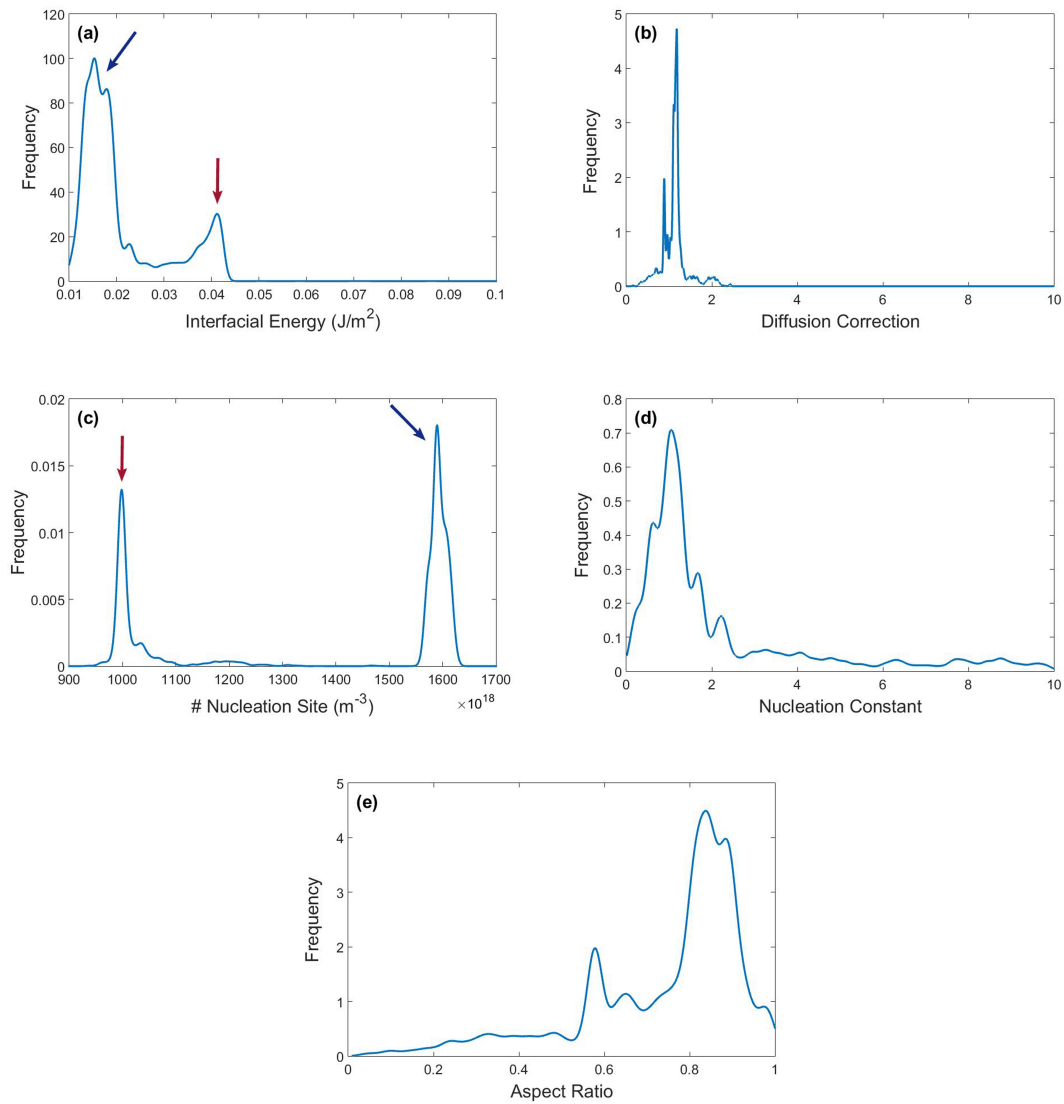 (a)
120
100
80
60
40
20
0
Frequency
0.01 0.02 0.03 0.04 0.05 0.06 0.07 0.08 0.09 0.1
Interfacial Energy (J/m²)
(b)
5
4
3
2
1
0
Frequency
0 2 4 6 8 10
Diffusion Correction
(c)
0.02
0.015
0.01
0.005
0
Frequency
900 1000 1100 1200 1300 1400 1500 1600 1700
# Nucleation Site (m⁻³)
×10¹⁸
(d)
0.8
0.7
0.6
0.5
0.4
0.3
0.2
0.1
0
Frequency
0 2 4 6 8 10
Nucleation Constant
(e)
5
4
3
2
1
0
Frequency
0 0.2 0.4 0.6 0.8 1
Aspect Ratio